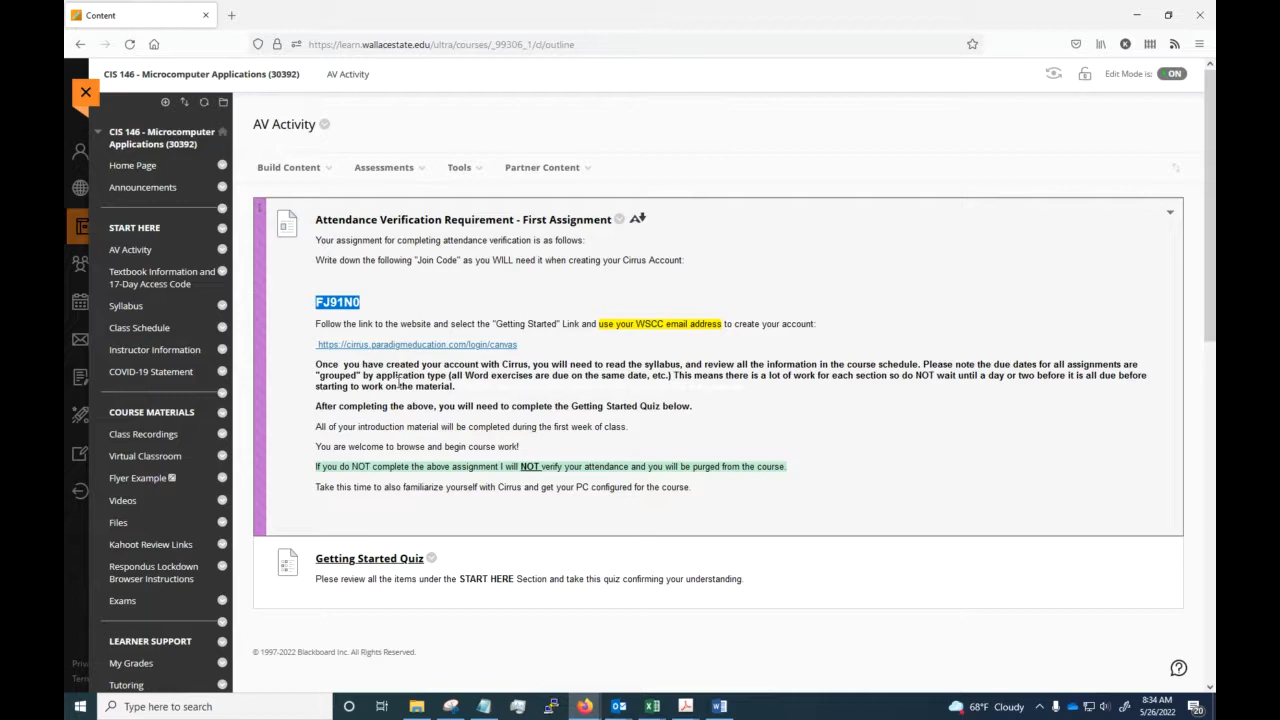 Content
https://learn.wallacestate.edu/ultra/courses/_99306_1/cl/outline
CIS 146 - Microcomputer Applications (30392)
AV Activity
Edit Mode is:
ON
CIS 146 - Microcomputer
Applications (30392)
Home Page
Announcements
START HERE
AV Activity
Textbook Information and
17-Day Access Code
Syllabus
Class Schedule
Instructor Information
COVID-19 Statement
COURSE MATERIALS
Class Recordings
Virtual Classroom
Flyer Example
Videos
Files
Kahoot Review Links
Respondus Lockdown
Browser Instructions
Exams
LEARNER SUPPORT
My Grades
Tutoring
AV Activity
Build Content
Assessments
Tools
Partner Content
Attendance Verification Requirement - First Assignment
Your assignment for completing attendance verification is as follows:
Write down the following "Join Code" as you WILL need it when creating your Cirrus Account:
FJ91N0
Follow the link to the website and select the "Getting Started" Link and use your WSCC email address to create your account:
https://cirrus.paradigmeducation.com/login/canvas
Once you have created your account with Cirrus, you will need to read the syllabus, and review all the information in the course schedule. Please note the due dates for all assignments are
"grouped" by application type (all Word exercises are due on the same date, etc.) This means there is a lot of work for each section so do NOT wait until a day or two before it is all due before
starting to work on the material.
After completing the above, you will need to complete the Getting Started Quiz below.
All of your introduction material will be completed during the first week of class.
You are welcome to browse and begin course work!
If you do NOT complete the above assignment I will NOT verify your attendance and you will be purged from the course.
Take this time to also familiarize yourself with Cirrus and get your PC configured for the course.
Getting Started Quiz
Plese review all the items under the START HERE Section and take this quiz confirming your understanding.
© 1997-2022 Blackboard Inc. All Rights Reserved.
Priv
Term
Type here to search
68°F Cloudy
8:34 AM
5/26/2022
20